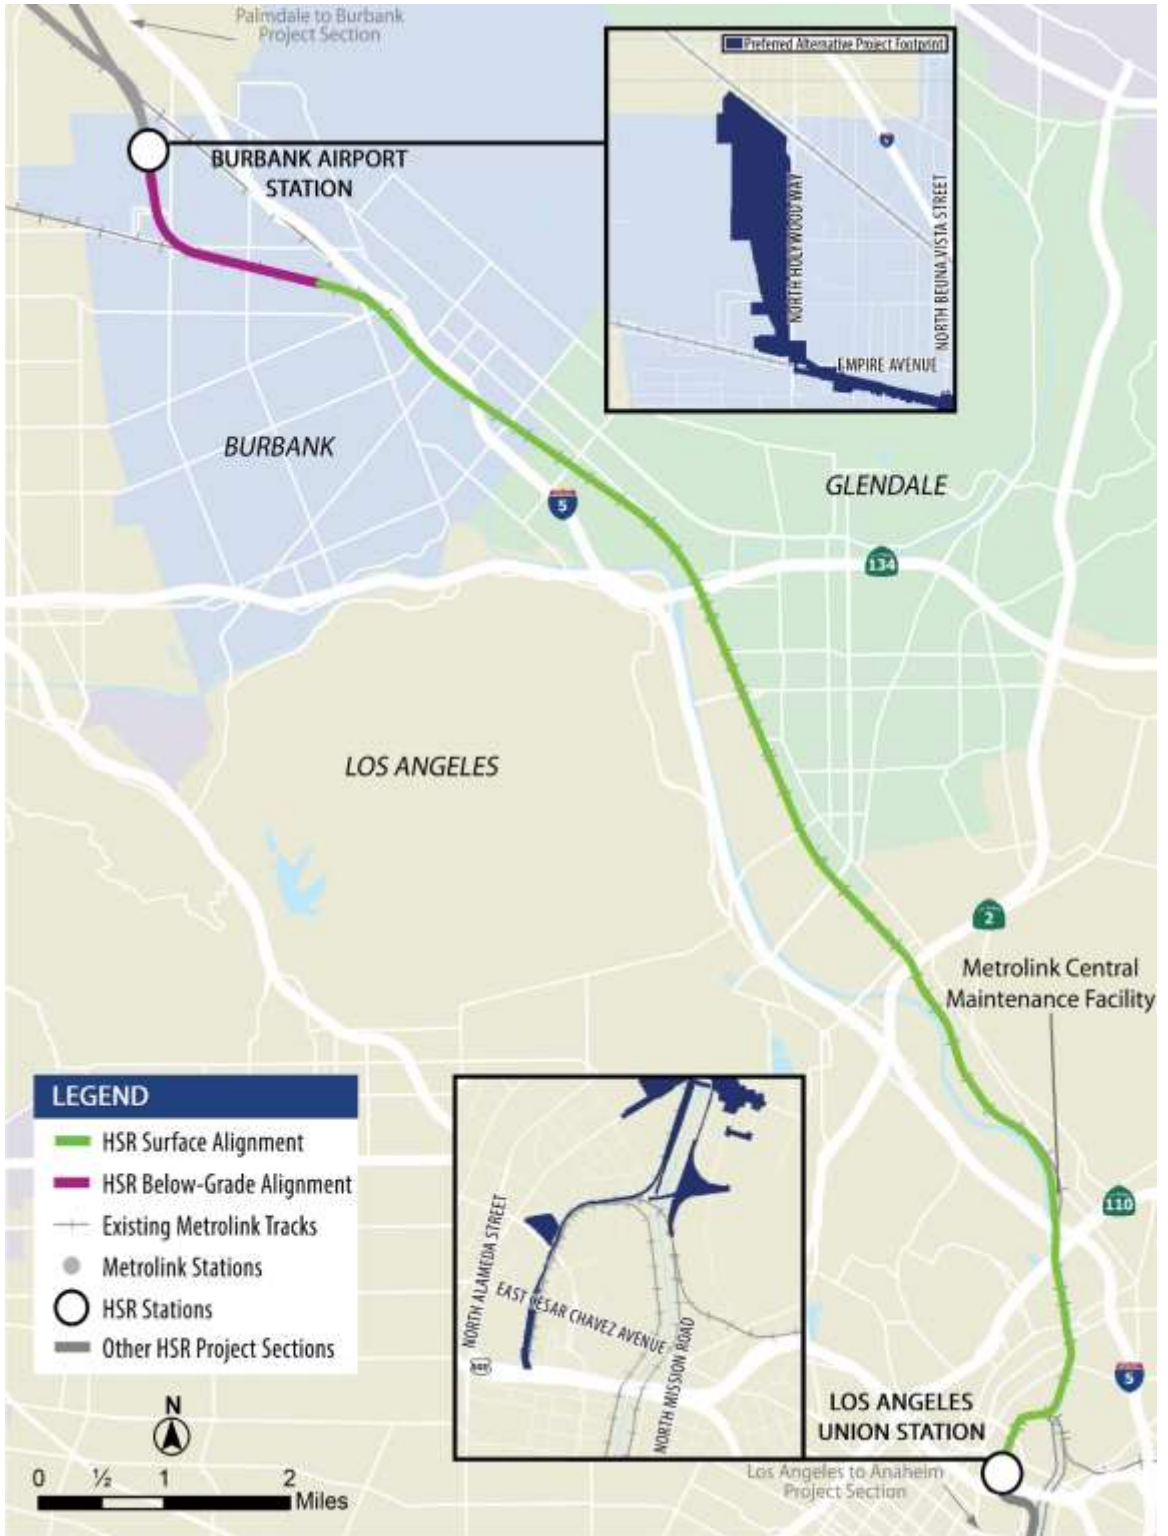 Palmdale to Burbank
Project Section
Preferred Alternative Project Footprint
5
BURBANK AIRPORT
STATION
NORTH HOLYWOOD WAY
NORTH BEUNA VISTA STREET
EMPIRE AVENUE
BURBANK
GLENDALE
5
134
LOS ANGELES
2
Metrolink Central
Maintenance Facility
LEGEND
HSR Surface Alignment
HSR Below-Grade Alignment
Existing Metrolink Tracks
Metrolink Stations
HSR Stations
Other HSR Project Sections
NORTH ALAMEDA STREET
EAST CESAR CHAVEZ AVENUE
NORTH MISSION ROAD
110
5
LOS ANGELES
UNION STATION
Los Angeles to Anaheim
Project Section
N
0 ½ 1 2
Miles